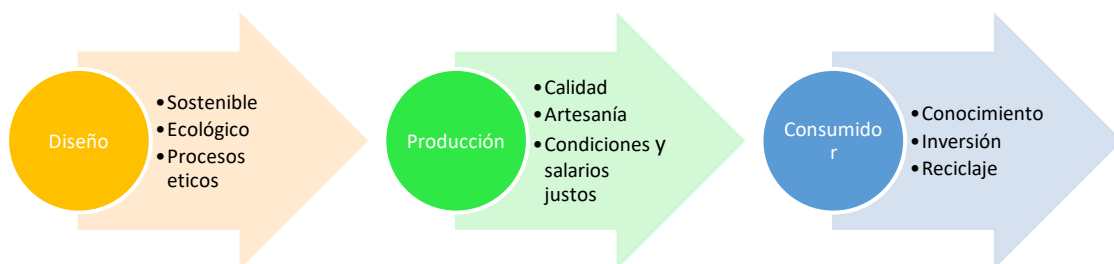 Diseño
•Sostenible
•Ecológico
•Procesos
eticos
Producción
•Calidad
•Artesanía
•Condiciones y
salarios
justos
Consumido
r
•Conocimiento
•Inversión
•Reciclaje